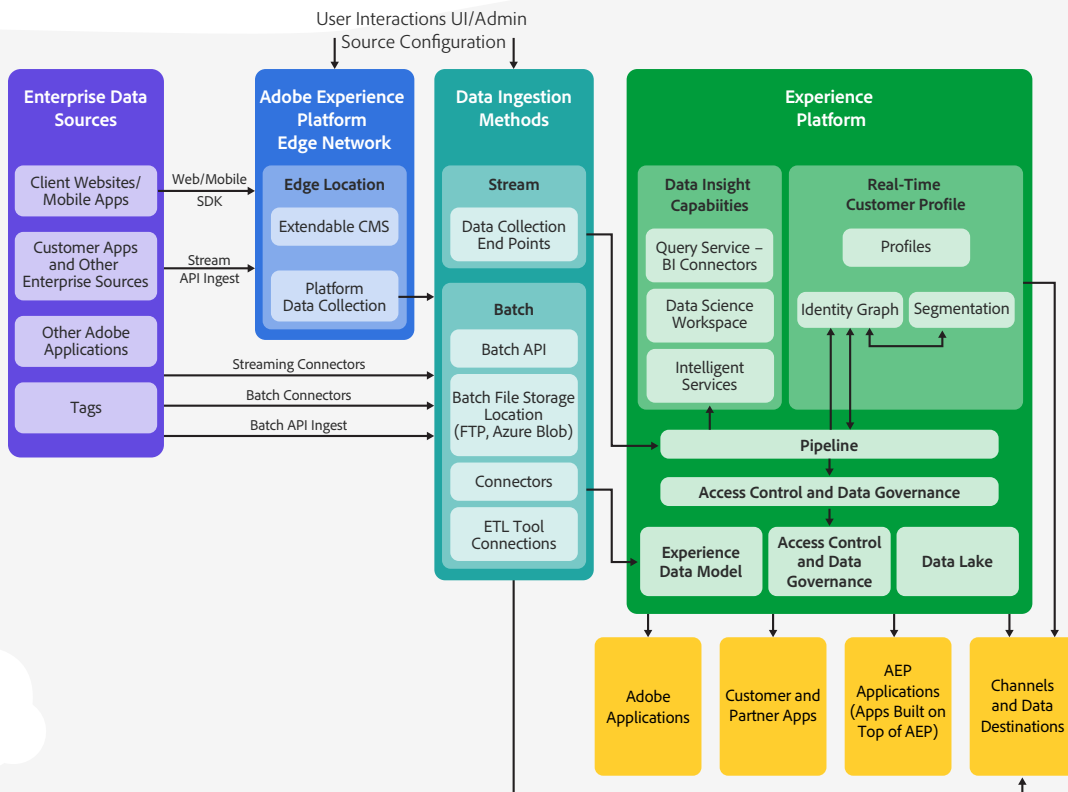 User Interactions UI/Admin
Source Configuration
Enterprise Data
Sources
Client Websites/
Mobile Apps
Customer Apps
and Other
Enterprise Sources
Other Adobe
Applications
Tags
Web/Mobile
SDK
Stream
API Ingest
Streaming Connectors
Batch Connectors
Batch API Ingest
Adobe Experience
Platform
Edge Network
Edge Location
Extendable CMS
Platform
Data Collection
Data Ingestion
Methods
Stream
Data Collection
End Points
Batch
Batch API
Batch File Storage
Location
(FTP, Azure Blob)
Connectors
ETL Tool
Connections
Experience
Platform
Data Insight
Capabiities
Query Service –
BI Connectors
Data Science
Workspace
Intelligent
Services
Real-Time
Customer Profile
Profiles
Identity Graph
Segmentation
Pipeline
Access Control and Data Governance
Experience
Data Model
Access Control
and Data
Governance
Data Lake
Adobe
Applications
Customer and
Partner Apps
AEP
Applications
(Apps Built on
Top of AEP)
Channels
and Data
Destinations